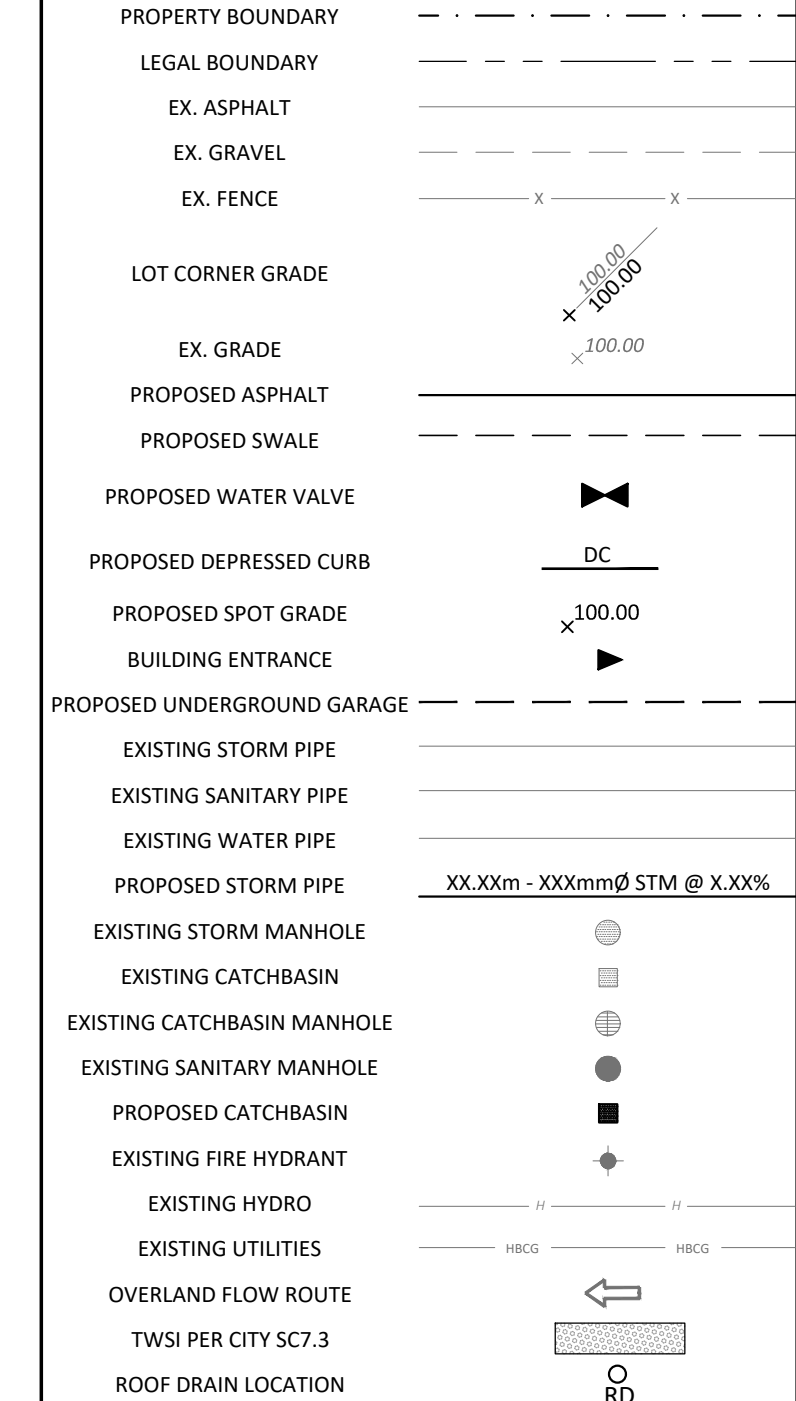 PROPERTY BOUNDARY
LEGAL BOUNDARY
EX. ASPHALT
EX. GRAVEL
EX. FENCE X X
LOT CORNER GRADE 100.00 100.00
EX. GRADE 100.00
PROPOSED ASPHALT
PROPOSED SWALE
PROPOSED WATER VALVE
PROPOSED DEPRESSED CURB DC
PROPOSED SPOT GRADE 100.00
BUILDING ENTRANCE
PROPOSED UNDERGROUND GARAGE
EXISTING STORM PIPE
EXISTING SANITARY PIPE
EXISTING WATER PIPE
PROPOSED STORM PIPE XX.XXm - XXXmmØ STM @ X.XX%
EXISTING STORM MANHOLE
EXISTING CATCHBASIN
EXISTING CATCHBASIN MANHOLE
EXISTING SANITARY MANHOLE
PROPOSED CATCHBASIN
EXISTING FIRE HYDRANT
EXISTING HYDRO H H
EXISTING UTILITIES HBCG HBCG
OVERLAND FLOW ROUTE
TWSI PER CITY SC7.3
ROOF DRAIN LOCATION RD